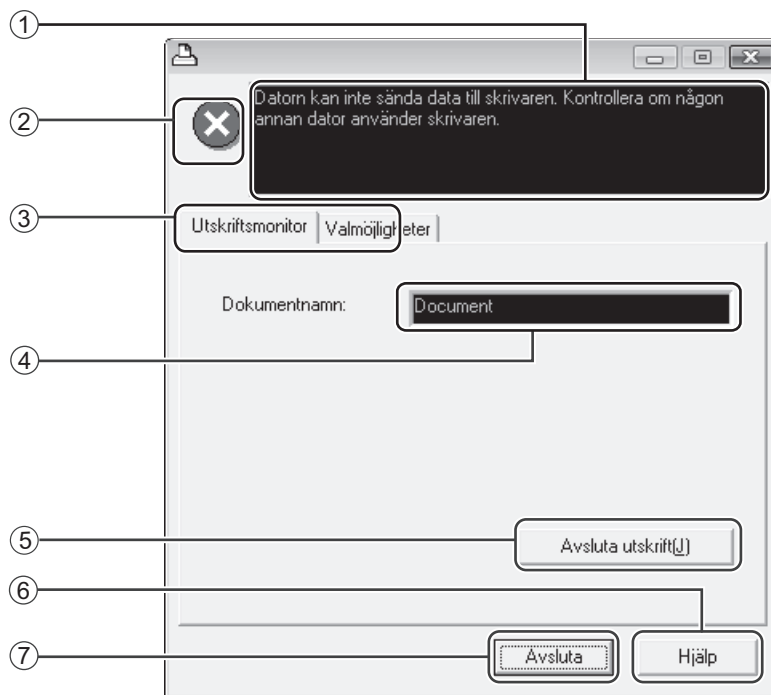 ①
②
Datorn kan inte sända data till skrivaren. Kontrollera om någon
annan dator använder skrivaren.
③
Utskriftsmonitor Valmöjligheter
Dokumentnamn: Document
④
⑤
Avsluta utskrift(J)
⑥
⑦
Avsluta Hjälp